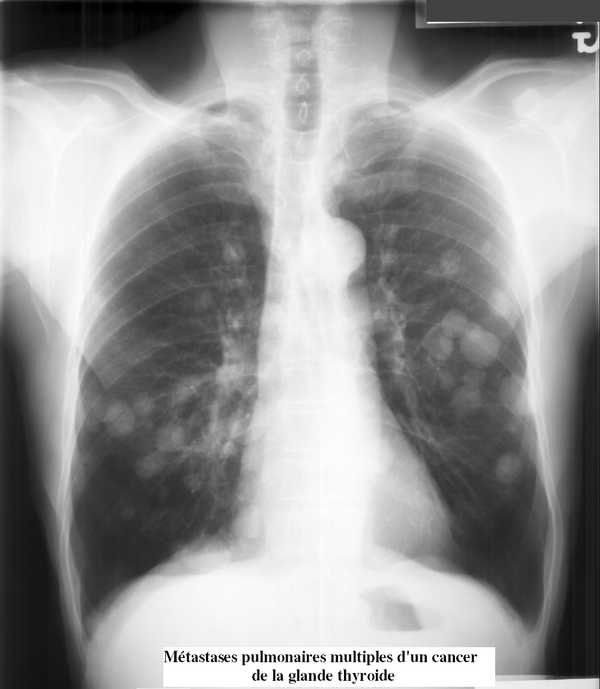 Métastases pulmonaires multiples d'un cancer
de la glande thyroide